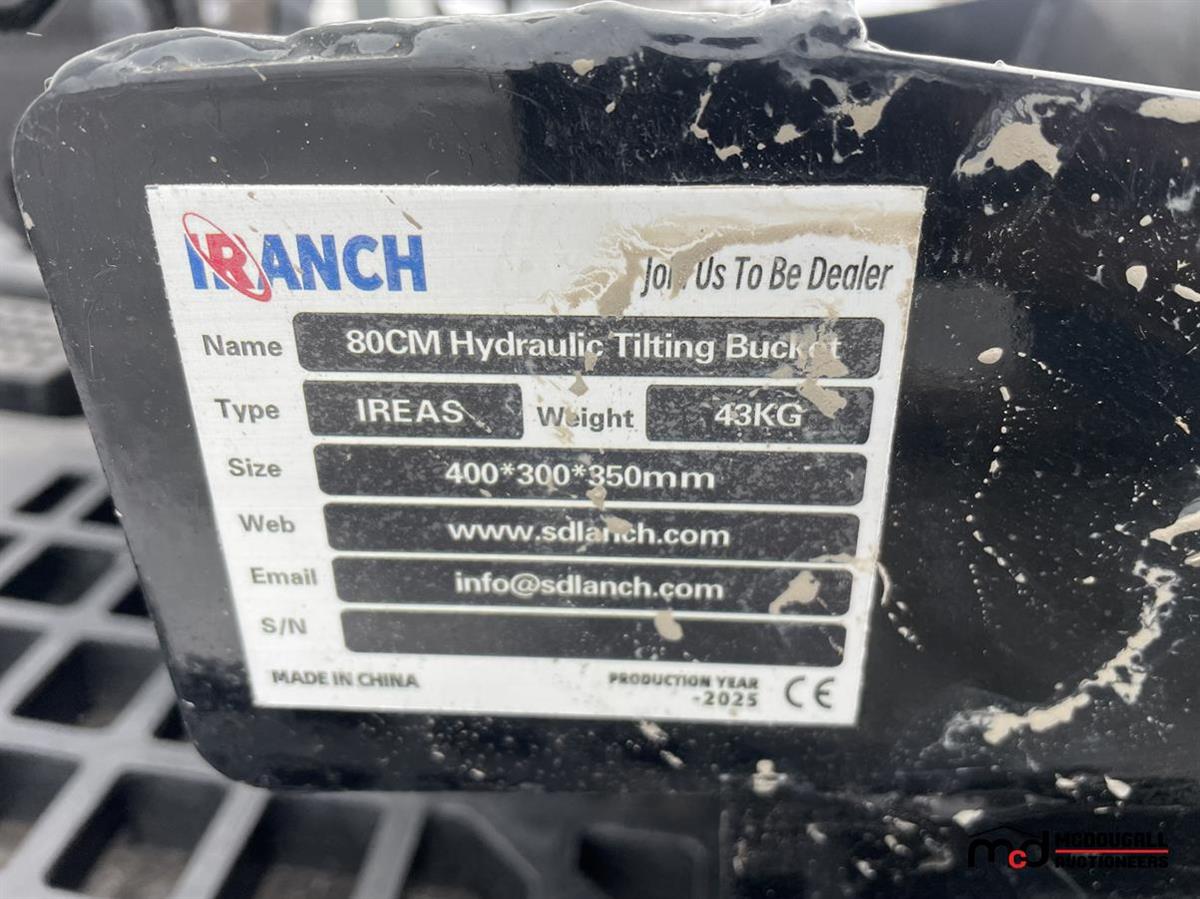 IRANCH
Join Us To Be Dealer
Name 80CM Hydraulic Tilting Bucket
Type IREAS Weight 43KG
Size 400*300*350mm
Web www.sdlanch.com
Email info@sdlanch.com
S/N
MADE IN CHINA PRODUCTION YEAR
-2025 CE
mcd MCDOUGALL
AUCTIONEERS